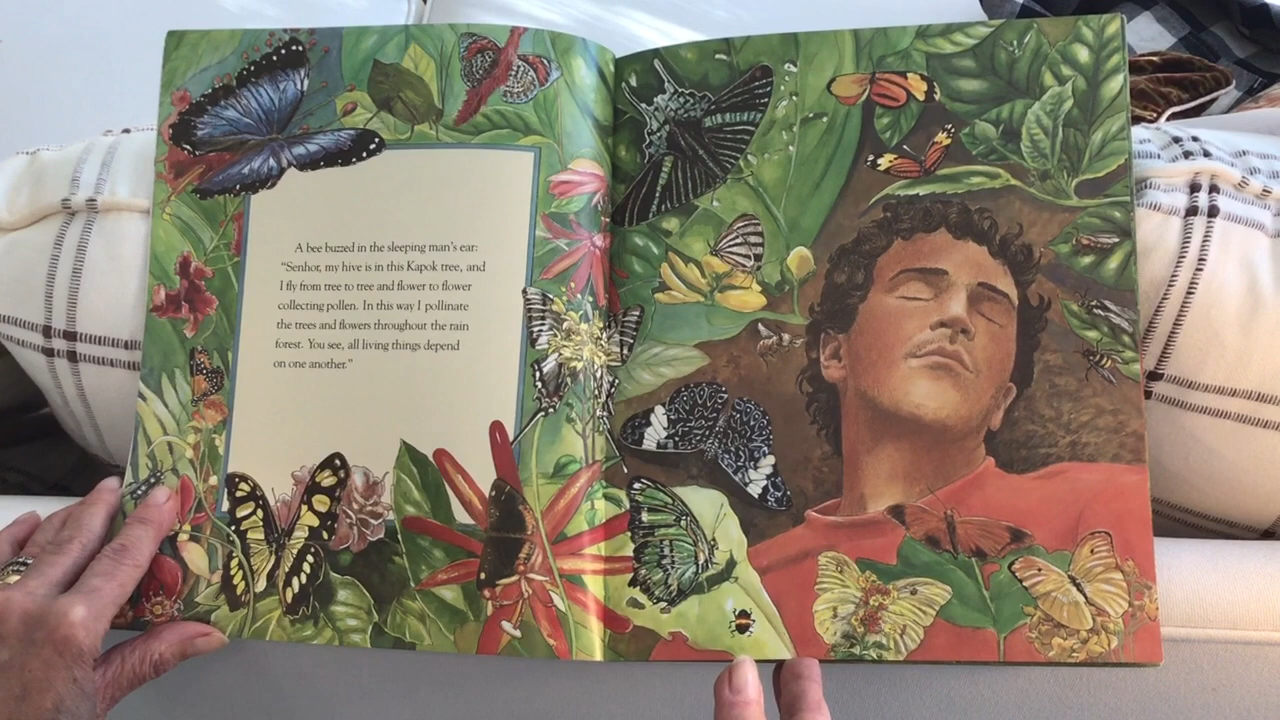 A bee buzzed in the sleeping man's ear:
"Senhor, my hive is in this Kapok tree, and
I fly from tree to tree and flower to flower
collecting pollen. In this way I pollinate
the trees and flowers throughout the rain
forest. You see, all living things depend
on one another."